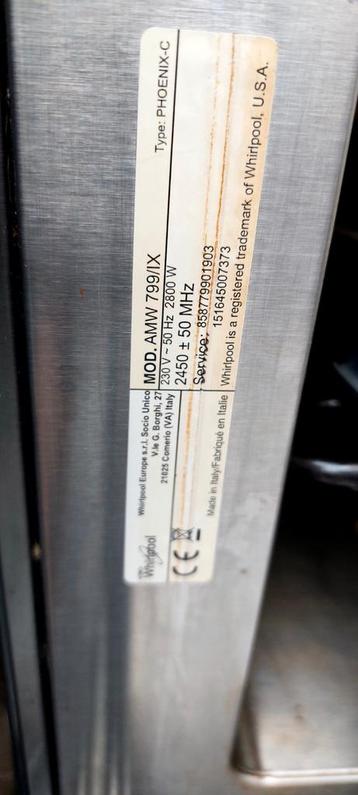 Whirlpool
Whirlpool Europe s.r.l. Socio Unico
V.le G. Borghi, 27
21025 Comerio (VA) Italy
CE
Made in Italy/Fabriqué en Italie
MOD. AMW 799/IX Type: PHOENIX-C
230 V ~ 50 Hz 2800 W
2450 ± 50 MHz
Service: 858779901903
151645007373
Whirlpool is a registered trademark of Whirlpool, U.S.A.